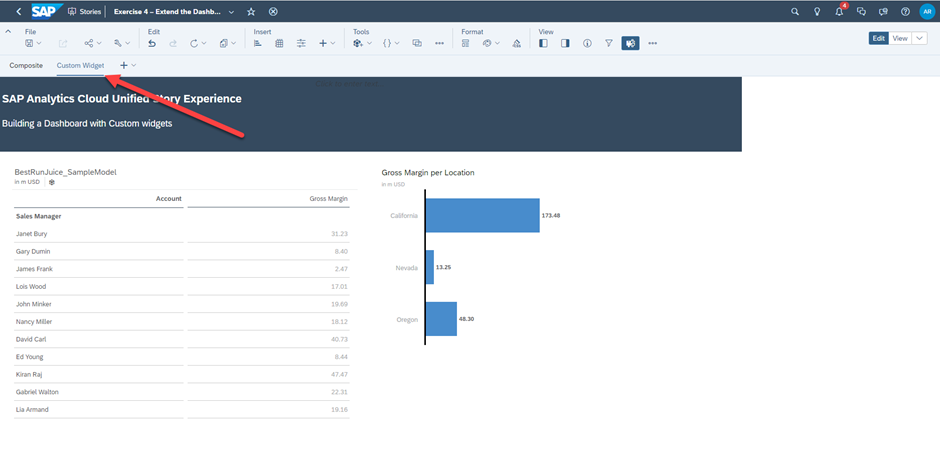 SAP Stories Exercise 4 – Extend the Dashb... 4 AR
File Edit Insert Tools Format View
Edit View
Composite Custom Widget
SAP Analytics Cloud Unified Story Experience
Building a Dashboard with Custom widgets
BestRunJuice_SampleModel
in m USD
Account Gross Margin
Sales Manager
Janet Bury 31.23
Gary Dumin 8.40
James Frank 2.47
Lois Wood 17.01
John Minker 19.69
Nancy Miller 18.12
David Carl 40.73
Ed Young 8.44
Kiran Raj 47.47
Gabriel Walton 22.31
Lia Armand 19.16
Gross Margin per Location
in m USD
California 173.48
Nevada 13.25
Oregon 48.30